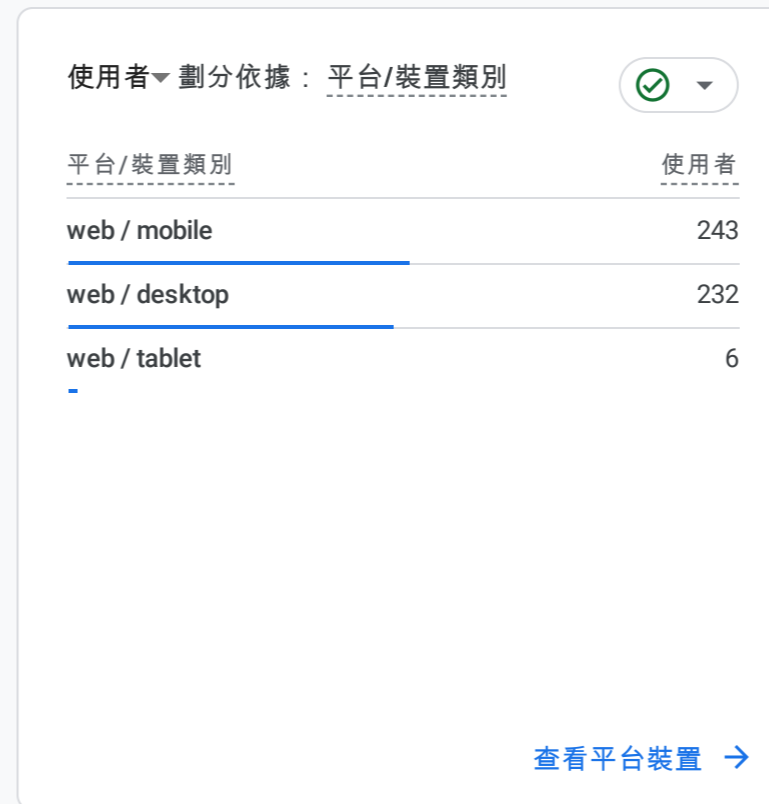 使用者 劃分依據： 平台/裝置類別
平台/裝置類別 使用者
web / mobile 243
web / desktop 232
web / tablet 6
查看平台裝置